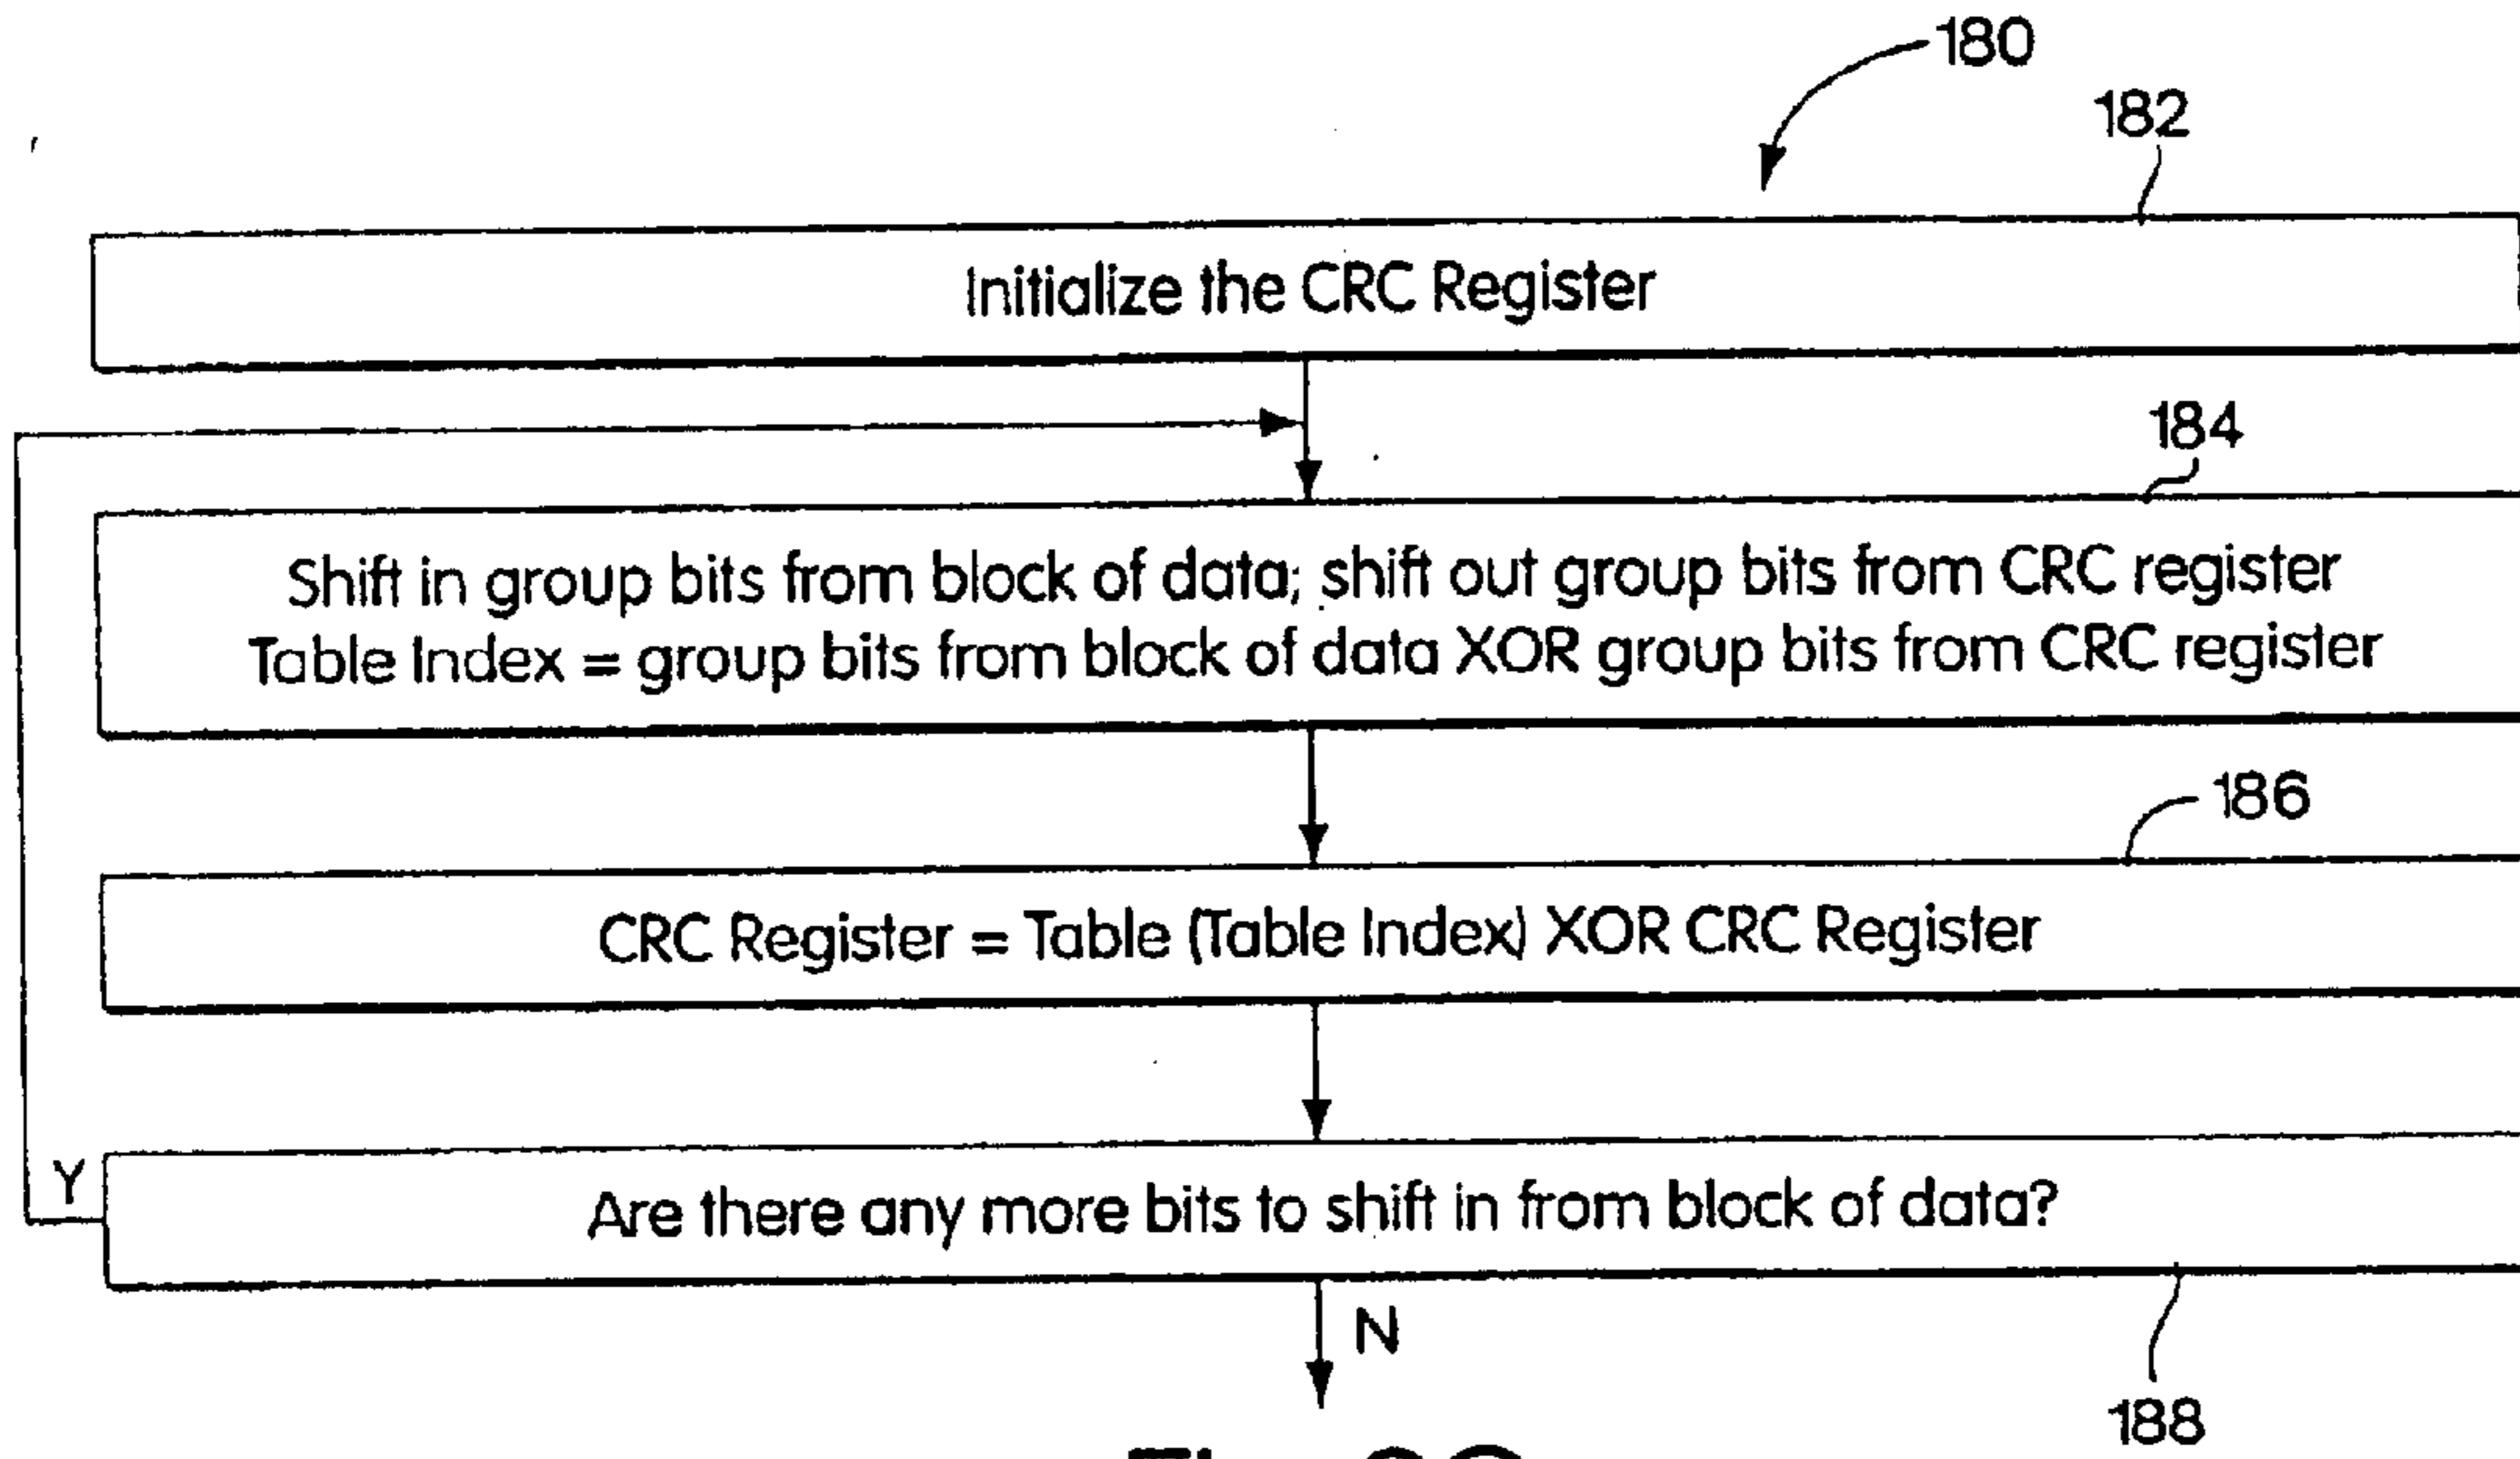 180
182
Initialize the CRC Register
184
Shift in group bits from block of data; shift out group bits from CRC register
Table Index = group bits from block of data XOR group bits from CRC register
186
CRC Register = Table (Table Index) XOR CRC Register
Y
Are there any more bits to shift in from block of data?
N
188